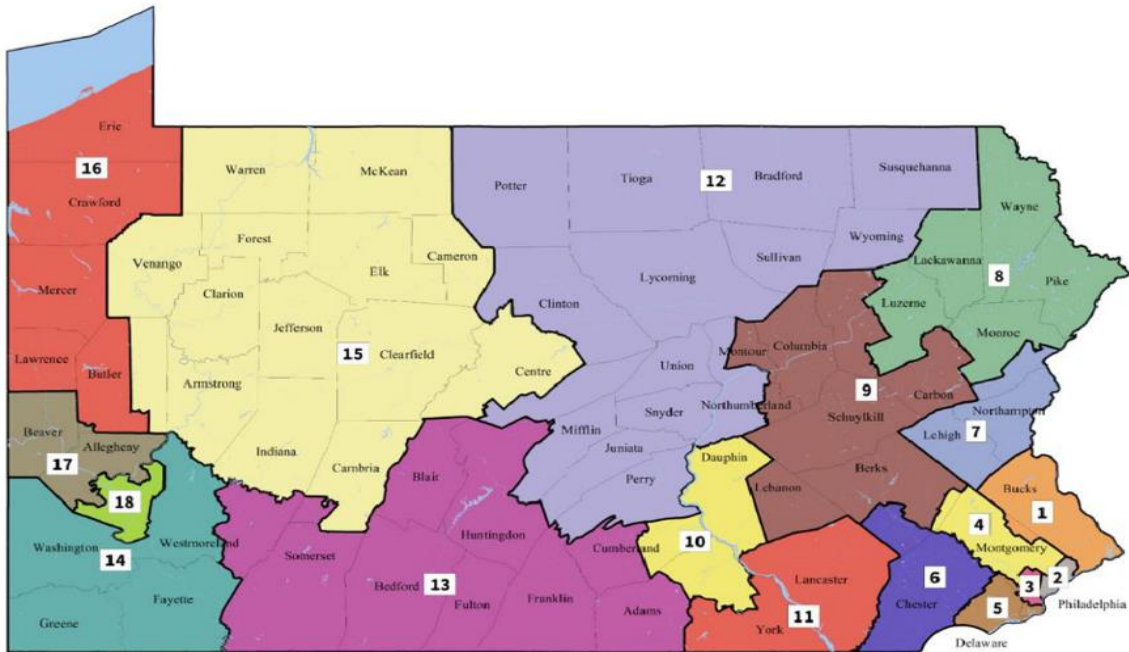 Erie
16
Crawford
Mercer
Lawrence
Butler
Warren
McKean
Forest
Venango
Elk
Cameron
Clarion
Jefferson
15
Clearfield
Centre
Armstrong
Indiana
Cambria
Potter
Tioga
12
Bradford
Susquehanna
Wyoming
Sullivan
Lycoming
Clinton
Union
Snyder
Northumberland
Mifflin
Juniata
Perry
Wayne
Lackawanna
8
Pike
Luzerne
Monroe
Montour
Columbia
9
Carbon
Schuylkill
Berks
Lebanon
Northampton
Lehigh
7
Beaver
Allegheny
17
18
Washington
Westmoreland
14
Fayette
Greene
Blair
Huntingdon
Somerset
Bedford
13
Fulton
Franklin
Cumberland
Adams
Dauphin
10
Lancaster
York
11
6
Chester
Bucks
1
4
Montgomery
2
3
Philadelphia
5
Delaware